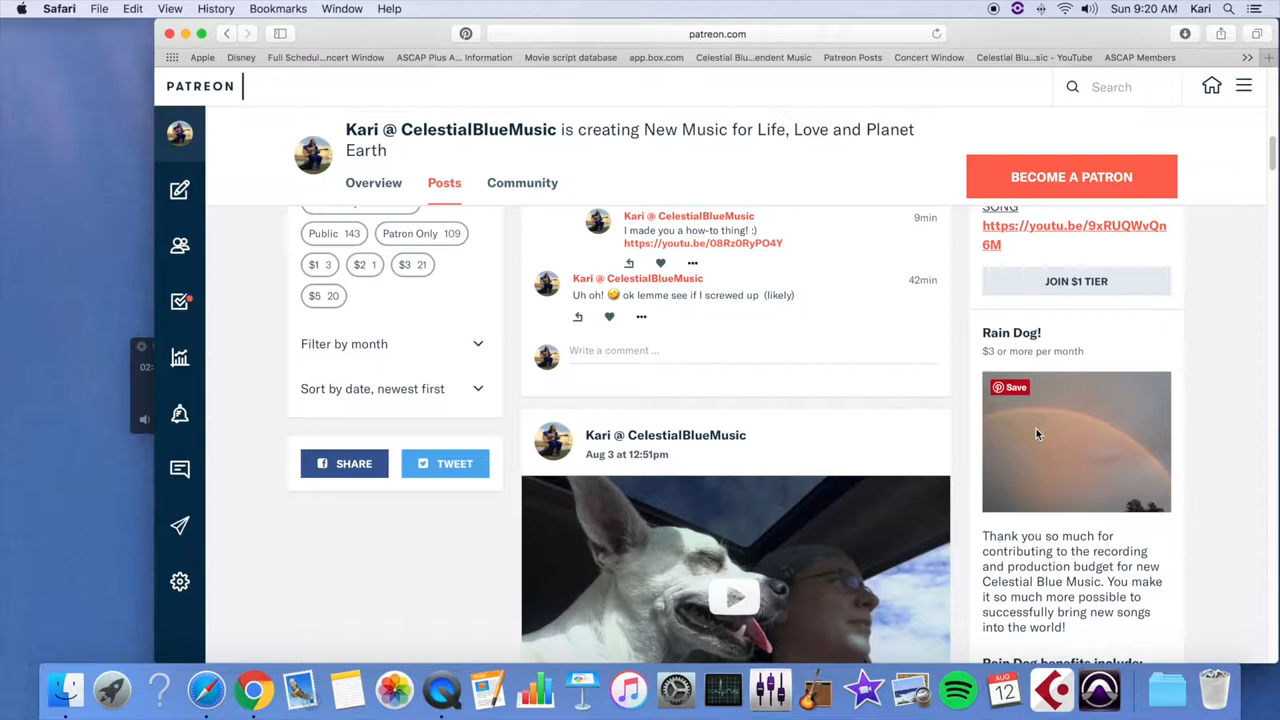 Safari File Edit View History Bookmarks Window Help Sun 9:20 AM Kari
patreon.com
Apple Disney Full Schedul...ncert Window ASCAP Plus A... Information Movie script database app.box.com Celestial Blu...endent Music Patreon Posts Concert Window Celestial Blu...sic - YouTube ASCAP Members
PATREON
Search
Kari @ CelestialBlueMusic is creating New Music for Life, Love and Planet
Earth
Overview Posts Community
BECOME A PATRON
Public 143 Patron Only 109
$1 3 $2 1 $3 21
$5 20
Filter by month
Sort by date, newest first
SHARE TWEET
Kari @ CelestialBlueMusic 9min
I made you a how-to thing! :)
https://youtu.be/08Rz0RyPO4Y
Kari @ CelestialBlueMusic 42min
Uh oh! 🤣 ok lemme see if I screwed up (likely)
Write a comment ...
Kari @ CelestialBlueMusic
Aug 3 at 12:51pm
SONG
https://youtu.be/9xRUQWvQn
6M
JOIN $1 TIER
Rain Dog!
$3 or more per month
Save
Thank you so much for
contributing to the recording
and production budget for new
Celestial Blue Music. You make
it so much more possible to
successfully bring new songs
into the world!
Rain Dog benefits include:
02:
AUG
12